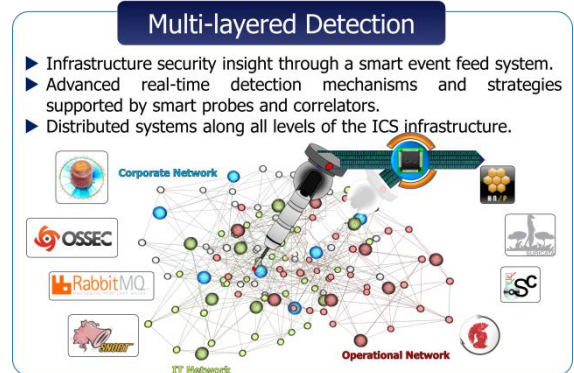 Multi-layered Detection
Infrastructure security insight through a smart event feed system.
Advanced real-time detection mechanisms and strategies
supported by smart probes and correlators.
Distributed systems along all levels of the ICS infrastructure.
Corporate Network
OSSEC
RabbitMQ
SNORT
SC
IT Network
Operational Network